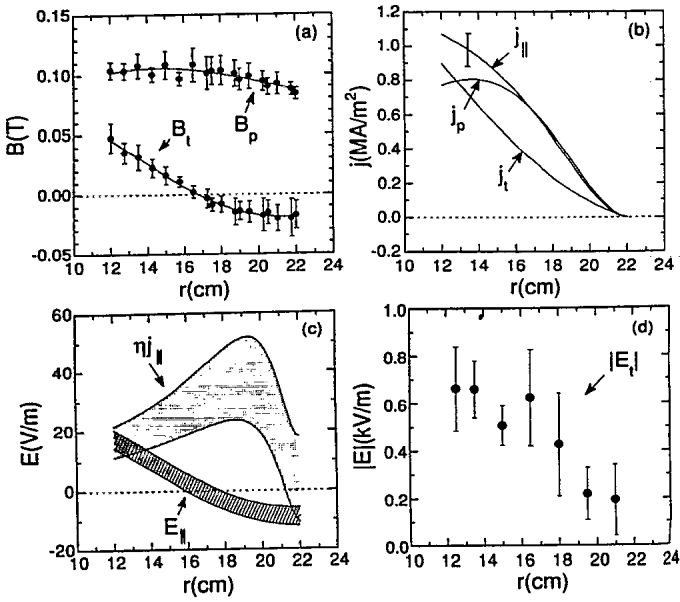 (a)
B(T)
0.15
0.10
0.05
0.00
-0.05
B_t
B_p
10 12 14 16 18 20 22 24
r(cm)
(b)
j(MA/m²)
1.2
1.0
0.8
0.6
0.4
0.2
0.0
-0.2
j_∥
j_p
j_t
10 12 14 16 18 20 22 24
r(cm)
(c)
E(V/m)
60
40
20
0
-20
ηj_∥
E_∥
10 12 14 16 18 20 22 24
r(cm)
(d)
|E|(kV/m)
1.0
0.8
0.6
0.4
0.2
0.0
|E_t|
10 12 14 16 18 20 22 24
r(cm)